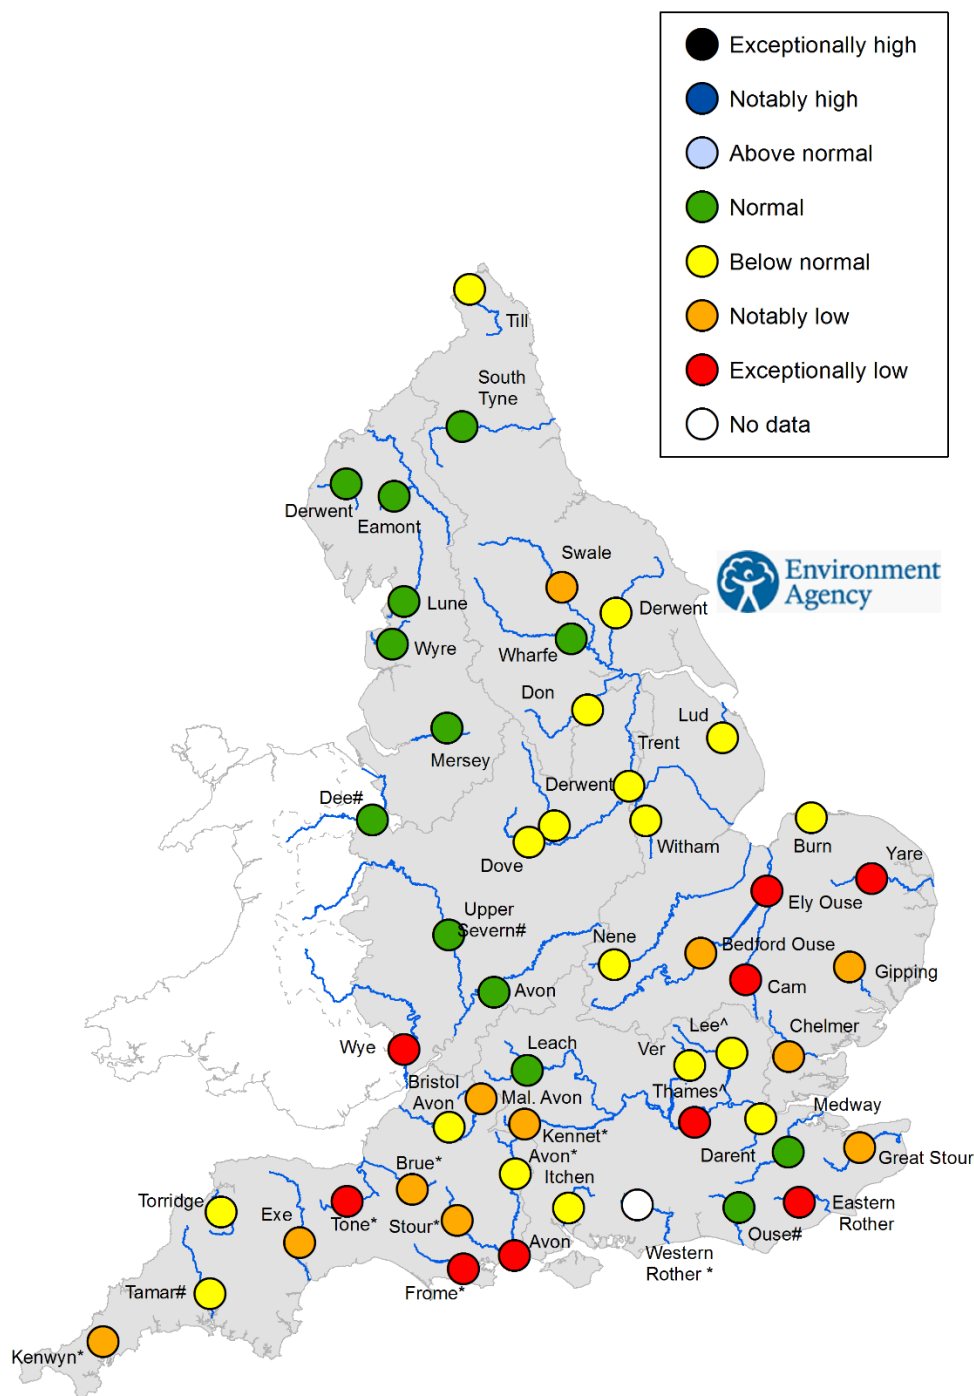 Exceptionally high
Notably high
Above normal
Normal
Below normal
Notably low
Exceptionally low
No data
Till
South
Tyne
Derwent
Eamont
Swale
Environment
Agency
Lune
Derwent
Wyre
Wharfe
Don
Lud
Trent
Mersey
Derwent
Dee#
Witham
Burn
Dove
Yare
Ely Ouse
Upper
Severn#
Nene
Bedford Ouse
Gipping
Cam
Avon
Lee^
Chelmer
Wye
Leach
Ver
Bristol
Avon
Mal. Avon
Thames^
Medway
Kennet*
Avon*
Darent
Great Stour
Brue*
Itchen
Torridge
Exe
Tone*
Stour*
Avon
Western
Rother *
Ouse#
Eastern
Rother
Tamar#
Frome*
Kenwyn*